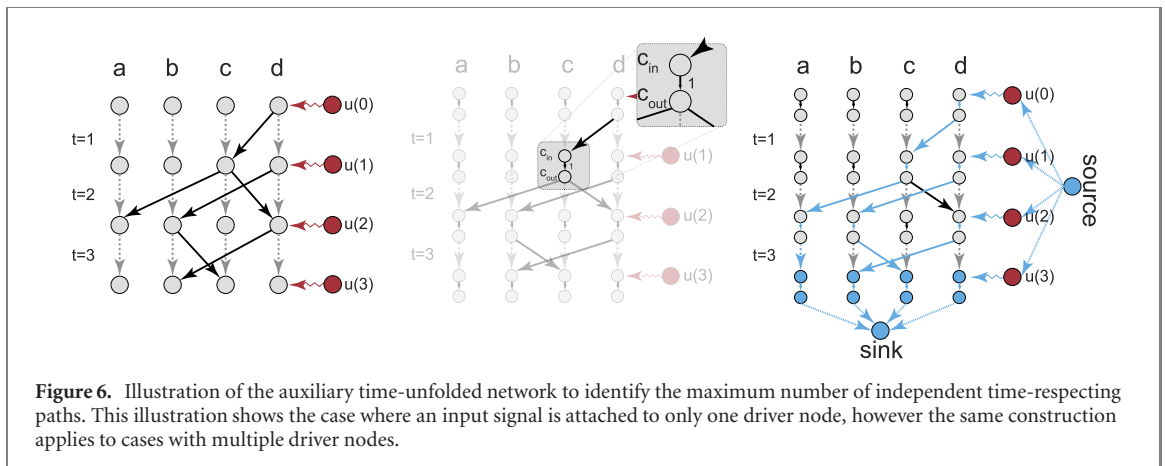 a b c d
u(0)
t=1
u(1)
t=2
u(2)
t=3
u(3)
a b c d
C_in
1
C_out
t=1
c_in
1
c_out
u(1)
t=2
u(2)
t=3
u(3)
a b c d
u(0)
t=1
u(1)
t=2
u(2)
t=3
u(3)
source
sink
Figure 6. Illustration of the auxiliary time-unfolded network to identify the maximum number of independent time-respecting
paths. This illustration shows the case where an input signal is attached to only one driver node, however the same construction
applies to cases with multiple driver nodes.